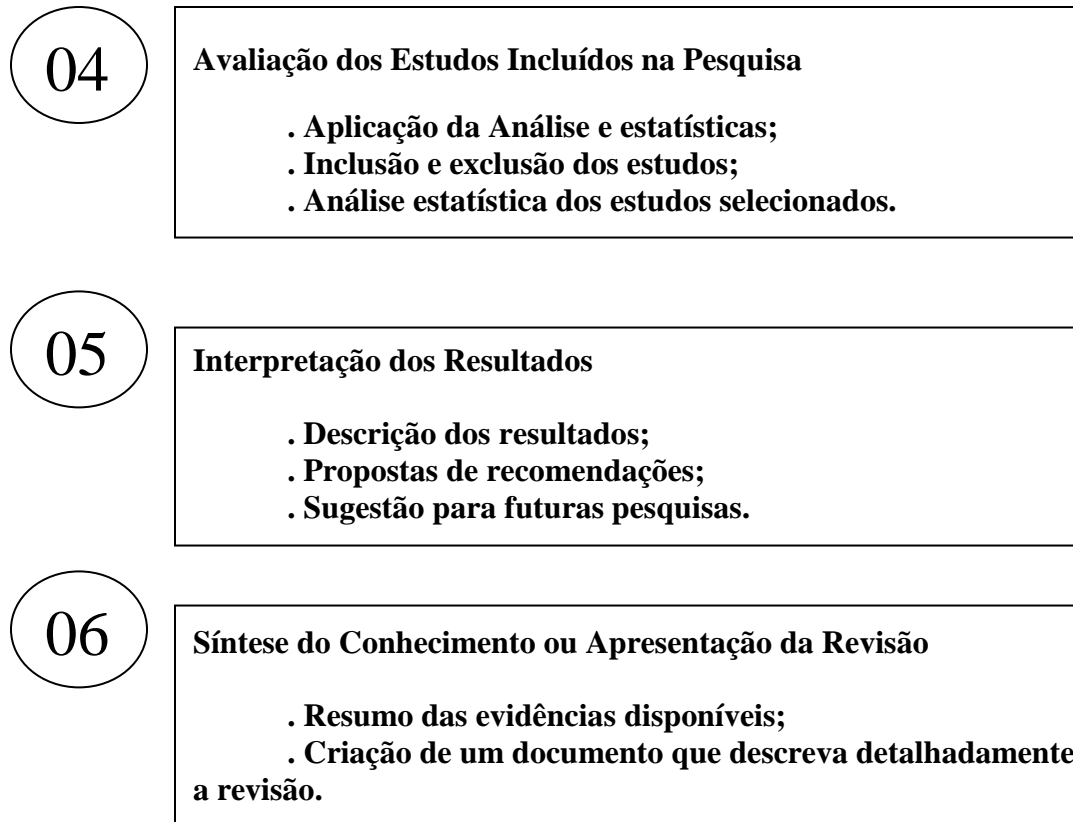 04
Avaliação dos Estudos Incluídos na Pesquisa
. Aplicação da Análise e estatísticas;
. Inclusão e exclusão dos estudos;
. Análise estatística dos estudos selecionados.
05
Interpretação dos Resultados
. Descrição dos resultados;
. Propostas de recomendações;
. Sugestão para futuras pesquisas.
06
Síntese do Conhecimento ou Apresentação da Revisão
. Resumo das evidências disponíveis;
. Criação de um documento que descreva detalhadamente
a revisão.